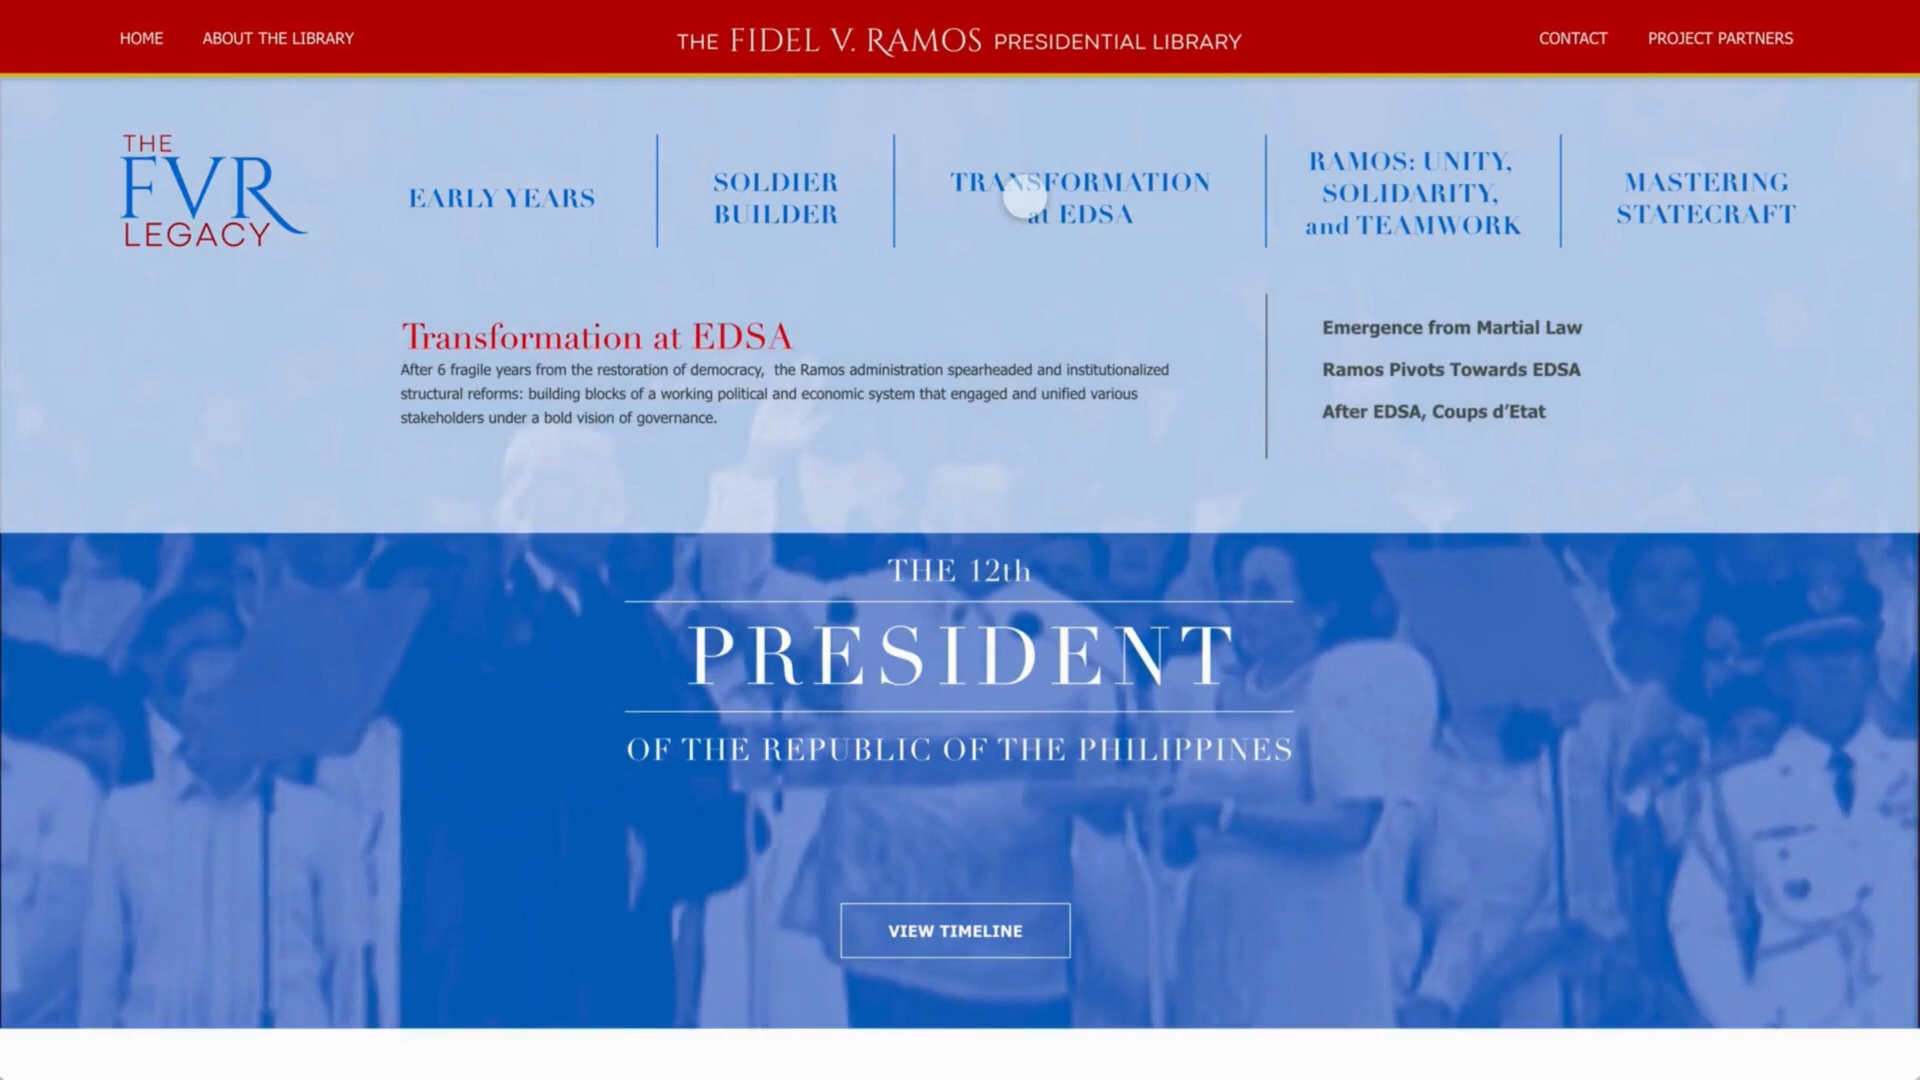 HOME
ABOUT THE LIBRARY
THE FIDEL V. RAMOS PRESIDENTIAL LIBRARY
CONTACT
PROJECT PARTNERS
THE
FVR
LEGACY
EARLY YEARS
SOLDIER
BUILDER
TRANSFORMATION
at EDSA
RAMOS: UNITY,
SOLIDARITY,
and TEAMWORK
MASTERING
STATECRAFT
Transformation at EDSA
After 6 fragile years from the restoration of democracy, the Ramos administration spearheaded and institutionalized
structural reforms: building blocks of a working political and economic system that engaged and unified various
stakeholders under a bold vision of governance.
Emergence from Martial Law
Ramos Pivots Towards EDSA
After EDSA, Coups d’Etat
THE 12th
PRESIDENT
OF THE REPUBLIC OF THE PHILIPPINES
VIEW TIMELINE